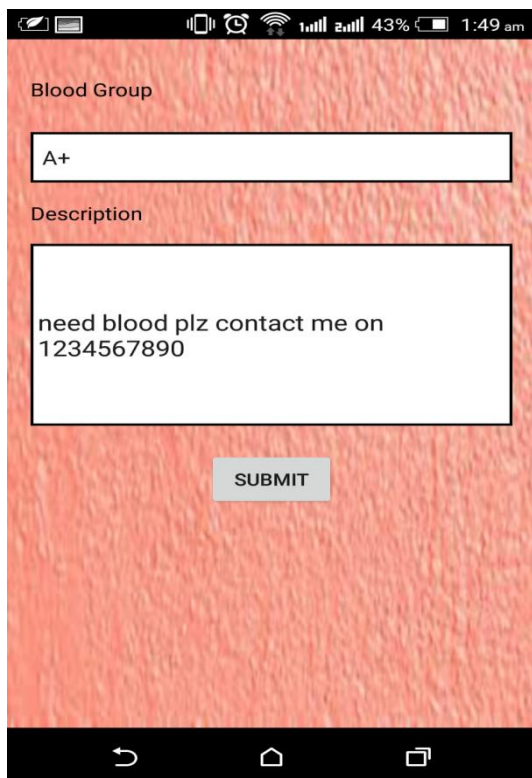 43% 1:49 am
Blood Group
A+
Description
need blood plz contact me on
1234567890
SUBMIT